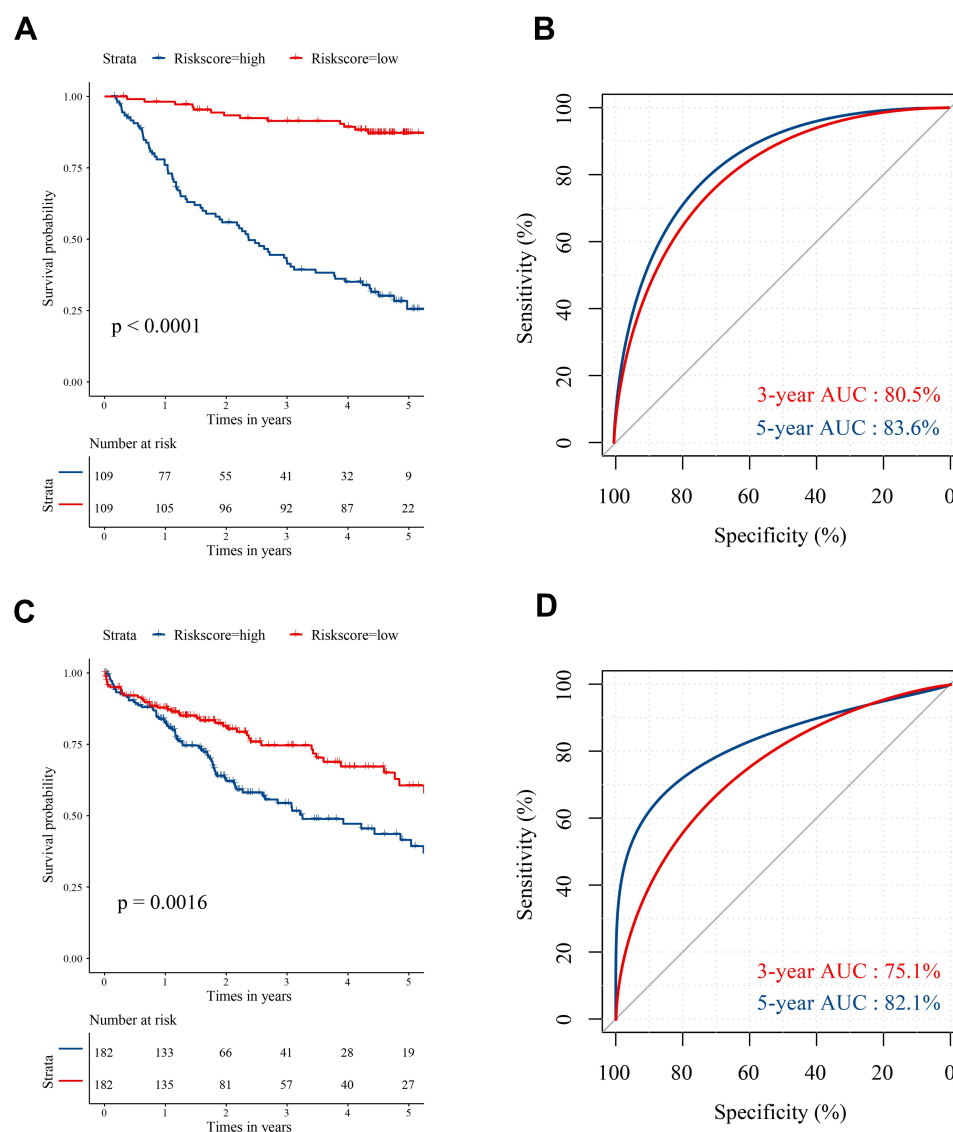 A
Strata Riskscore=high Riskscore=low
Survival probability
1.00
0.75
0.50
0.25
0.00
p < 0.0001
0 1 2 3 4 5
Times in years
Number at risk
Strata
109 77 55 41 32 9
109 105 96 92 87 22
0 1 2 3 4 5
Times in years
B
Sensitivity (%)
100
80
60
40
20
0
3-year AUC : 80.5%
5-year AUC : 83.6%
100 80 60 40 20 0
Specificity (%)
C
Strata Riskscore=high Riskscore=low
Survival probability
1.00
0.75
0.50
0.25
0.00
p = 0.0016
0 1 2 3 4 5
Times in years
Number at risk
Strata
182 133 66 41 28 19
182 135 81 57 40 27
0 1 2 3 4 5
Times in years
D
Sensitivity (%)
100
80
60
40
20
0
3-year AUC : 75.1%
5-year AUC : 82.1%
100 80 60 40 20 0
Specificity (%)